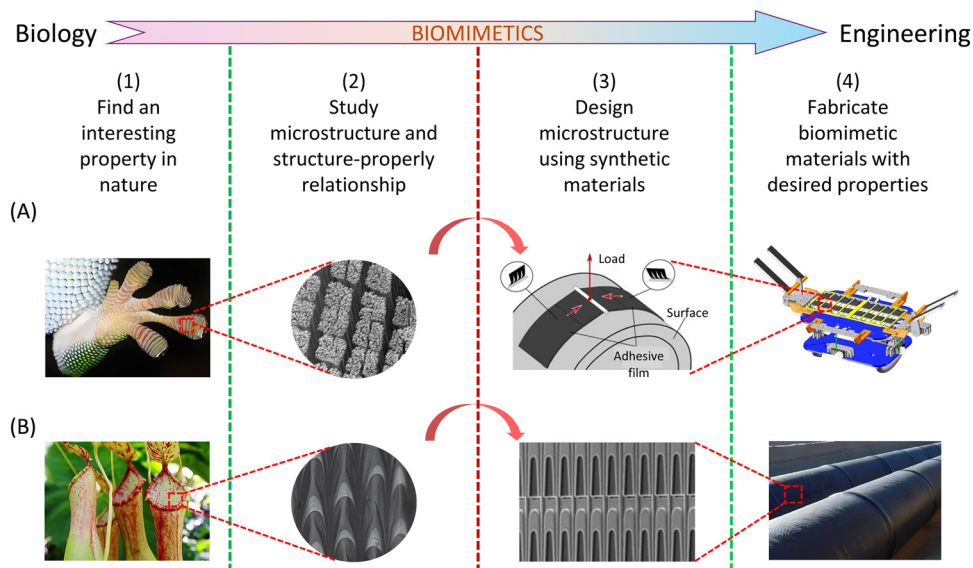 Biology
BIOMIMETICS
Engineering
(1)
Find an
interesting
property in
nature
(2)
Study
microstructure and
structure-properly
relationship
(3)
Design
microstructure
using synthetic
materials
(4)
Fabricate
biomimetic
materials with
desired properties
(A)
Load
Surface
Adhesive
film
(B)